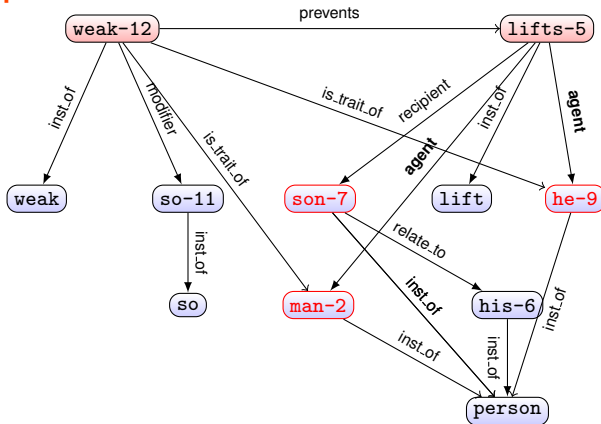 prevents
weak-12
lifts-5
inst_of
modifier
is_trait_of
is_trait_of
recipient
agent
inst_of
agent
weak
so-11
son-7
lift
he-9
inst_of
relate_to
so
man-2
inst_of
his-6
inst_of
inst_of
inst_of
person